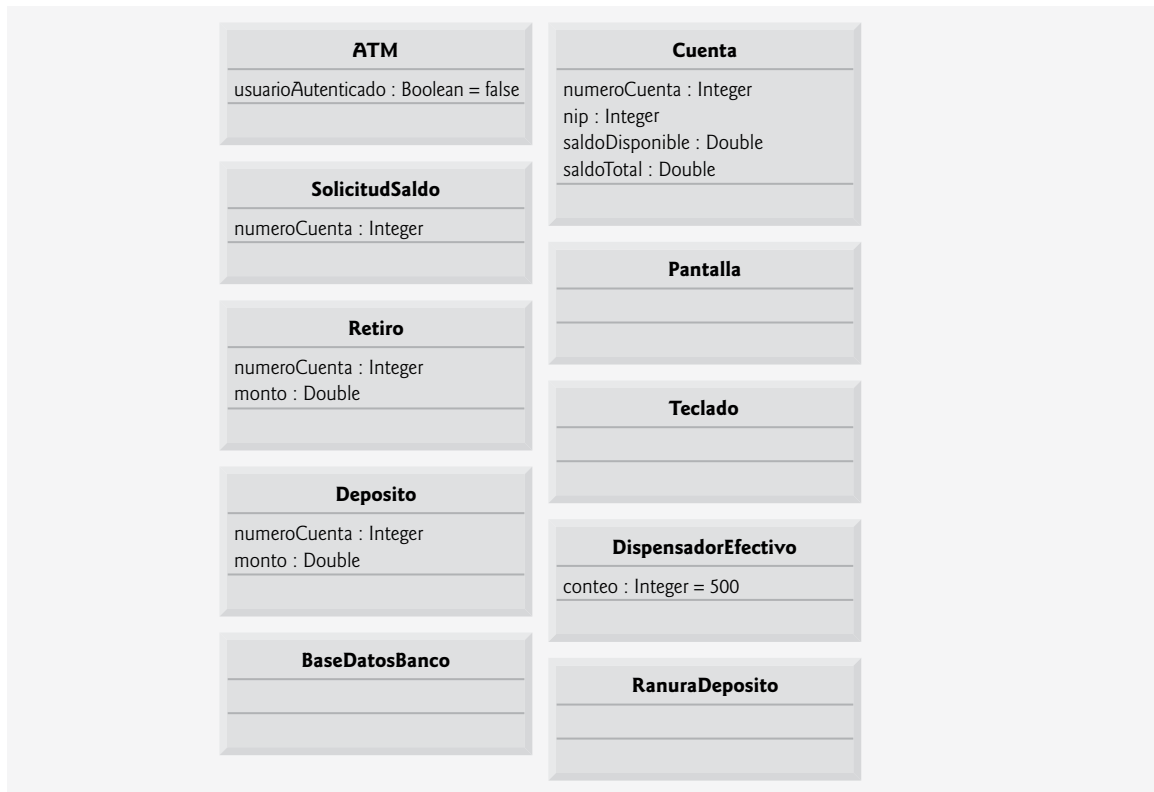 ATM
usuarioAutenticado : Boolean = false
SolicitudSaldo
numeroCuenta : Integer
Retiro
numeroCuenta : Integer
monto : Double
Deposito
numeroCuenta : Integer
monto : Double
BaseDatosBanco
Cuenta
numeroCuenta : Integer
nip : Integer
saldoDisponible : Double
saldoTotal : Double
Pantalla
Teclado
DispensadorEfectivo
conteo : Integer = 500
RanuraDeposito